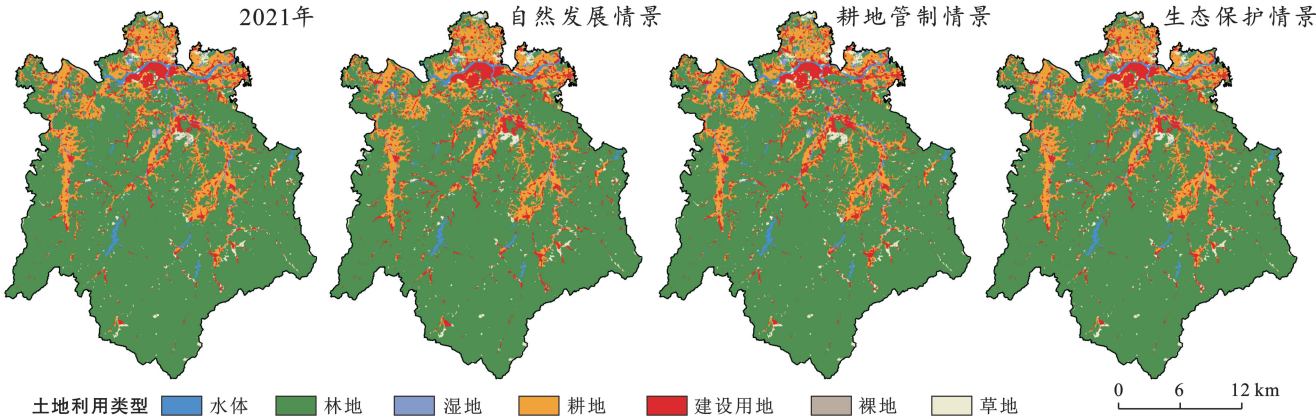 2021年
自然发展情景
耕地管制情景
生态保护情景
土地利用类型 水体 林地 湿地 耕地 建设用地 裸地 草地
0 6 12 km